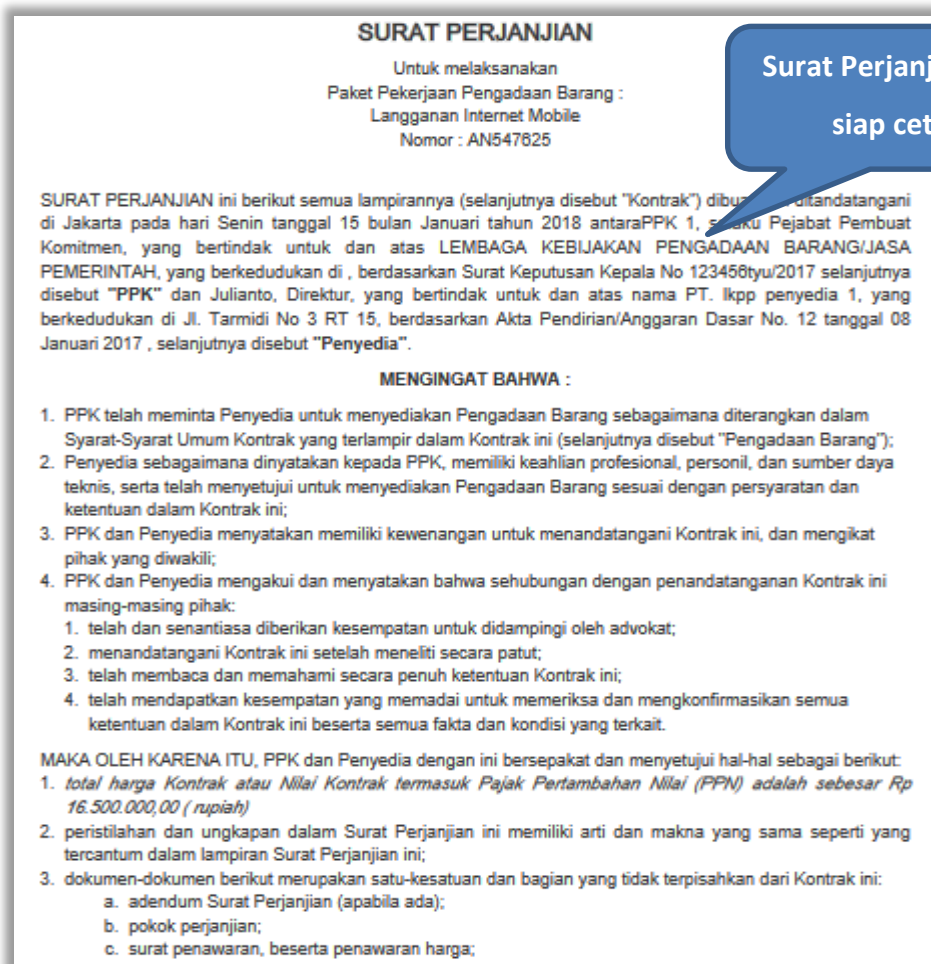 SURAT PERJANJIAN
Untuk melaksanakan
Paket Pekerjaan Pengadaan Barang :
Langganan Internet Mobile
Nomor : AN547625
Surat Perjanj
siap cet
SURAT PERJANJIAN ini berikut semua lampirannya (selanjutnya disebut "Kontrak") ditandatangani
di Jakarta pada hari Senin tanggal 15 bulan Januari tahun 2018 antaraPPK 1, Pejabat Pembuat
Komitmen, yang bertindak untuk dan atas LEMBAGA KEBIJAKAN PENGADAAN BARANG/JASA
PEMERINTAH, yang berkedudukan di , berdasarkan Surat Keputusan Kepala No 123456tyu/2017 selanjutnya
disebut "PPK" dan Julianto, Direktur, yang bertindak untuk dan atas nama PT. lkpp penyedia 1, yang
berkedudukan di Jl. Tarmidi No 3 RT 15, berdasarkan Akta Pendirian/Anggaran Dasar No. 12 tanggal 08
Januari 2017 , selanjutnya disebut "Penyedia".
MENGINGAT BAHWA :
1. PPK telah meminta Penyedia untuk menyediakan Pengadaan Barang sebagaimana diterangkan dalam
Syarat-Syarat Umum Kontrak yang terlampir dalam Kontrak ini (selanjutnya disebut "Pengadaan Barang");
2. Penyedia sebagaimana dinyatakan kepada PPK, memiliki keahlian profesional, personil, dan sumber daya
teknis, serta telah menyetujui untuk menyediakan Pengadaan Barang sesuai dengan persyaratan dan
ketentuan dalam Kontrak ini;
3. PPK dan Penyedia menyatakan memiliki kewenangan untuk menandatangani Kontrak ini, dan mengikat
pihak yang diwakili;
4. PPK dan Penyedia mengakui dan menyatakan bahwa sehubungan dengan penandatanganan Kontrak ini
masing-masing pihak:
1. telah dan senantiasa diberikan kesempatan untuk didampingi oleh advokat;
2. menandatangani Kontrak ini setelah meneliti secara patut;
3. telah membaca dan memahami secara penuh ketentuan Kontrak ini;
4. telah mendapatkan kesempatan yang memadai untuk memeriksa dan mengkonfirmasikan semua
ketentuan dalam Kontrak ini beserta semua fakta dan kondisi yang terkait.
MAKA OLEH KARENA ITU, PPK dan Penyedia dengan ini bersepakat dan menyetujui hal-hal sebagai berikut:
1. total harga Kontrak atau Nilai Kontrak termasuk Pajak Pertambahan Nilai (PPN) adalah sebesar Rp
16.500.000,00 ( rupiah)
2. peristilahan dan ungkapan dalam Surat Perjanjian ini memiliki arti dan makna yang sama seperti yang
tercantum dalam lampiran Surat Perjanjian ini;
3. dokumen-dokumen berikut merupakan satu-kesatuan dan bagian yang tidak terpisahkan dari Kontrak ini:
a. adendum Surat Perjanjian (apabila ada);
b. pokok perjanjian;
c. surat penawaran, beserta penawaran harga;